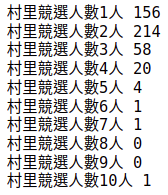 村里競選人數1人 156
村里競選人數2人 214
村里競選人數3人 58
村里競選人數4人 20
村里競選人數5人 4
村里競選人數6人 1
村里競選人數7人 1
村里競選人數8人 0
村里競選人數9人 0
村里競選人數10人 1